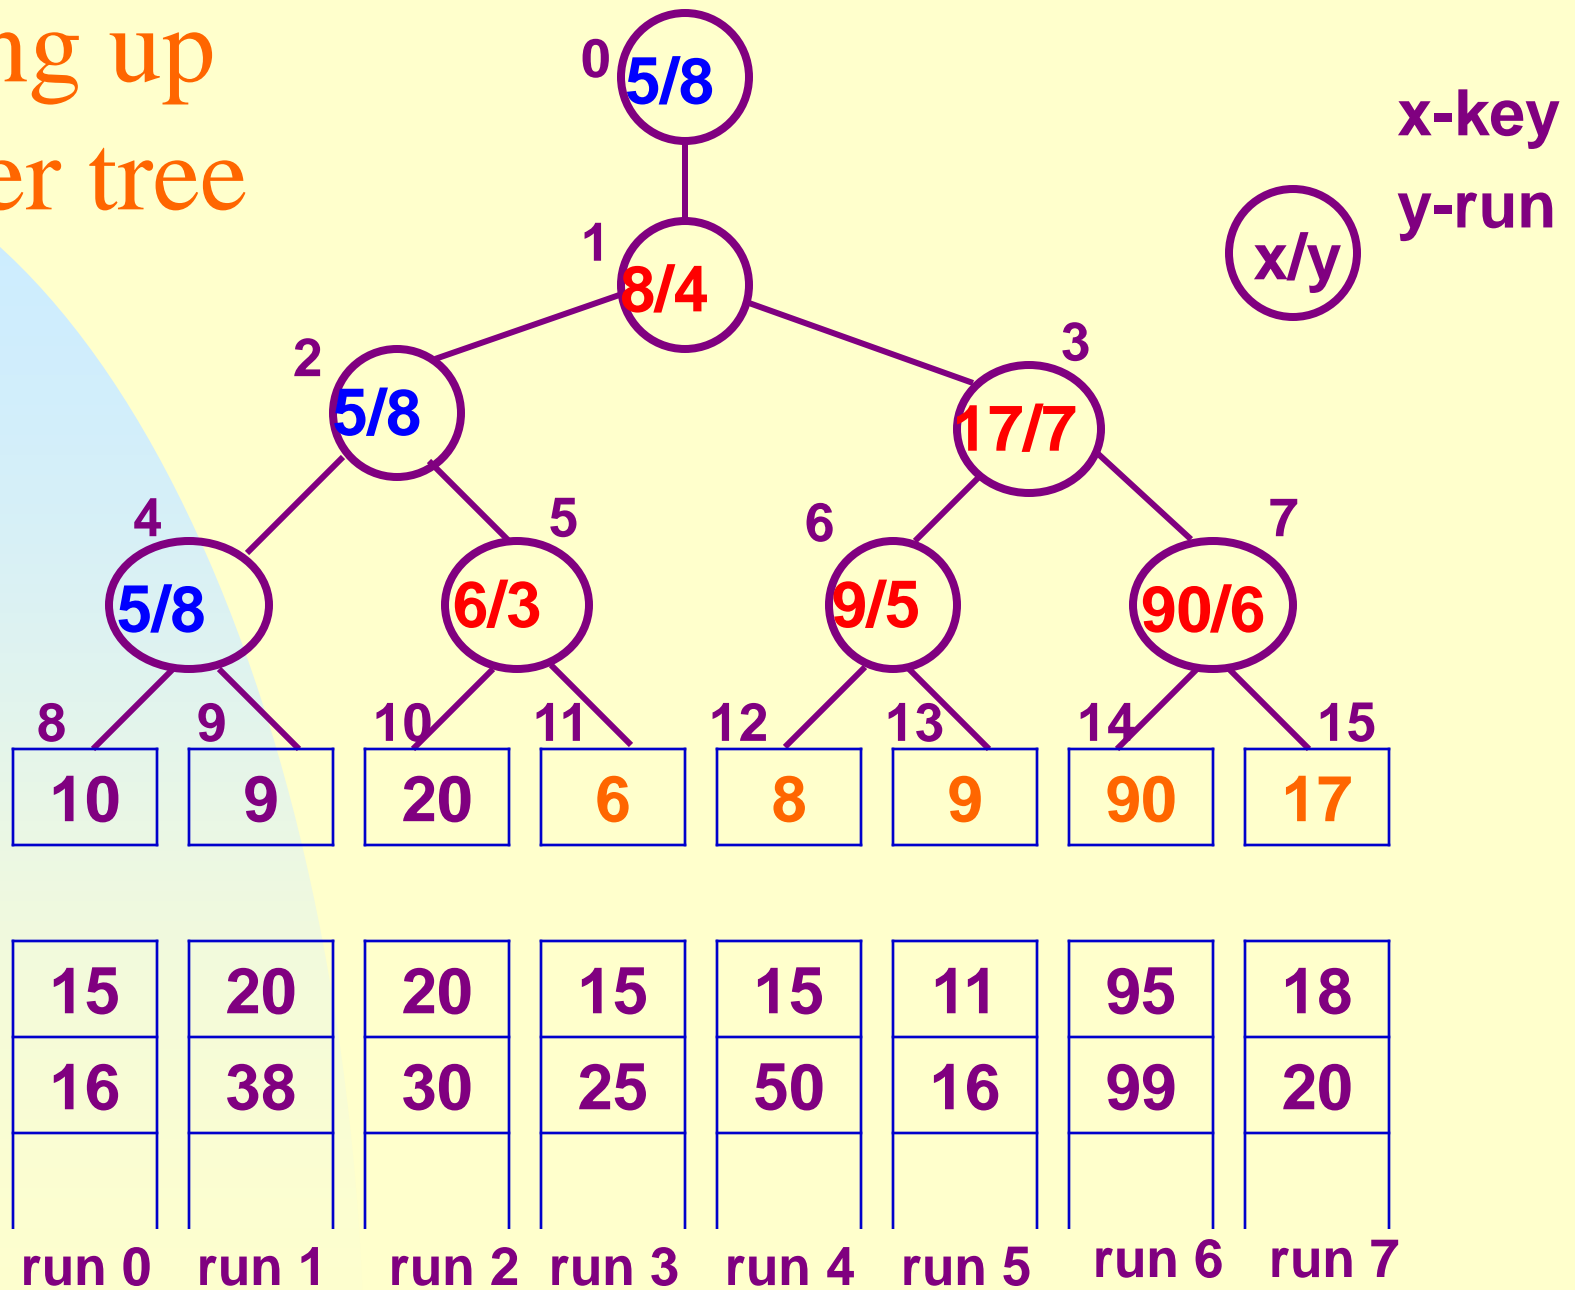 ng up
er tree
0
5/8
x-key
y-run
x/y
1
8/4
2
5/8
3
17/7
4 5 6 7
5/8 6/3 9/5 90/6
8 9 10 11 12 13 14 15
10 9 20 6 8 9 90 17
15 20 20 15 15 11 95 18
16 38 30 25 50 16 99 20
run 0 run 1 run 2 run 3 run 4 run 5 run 6 run 7